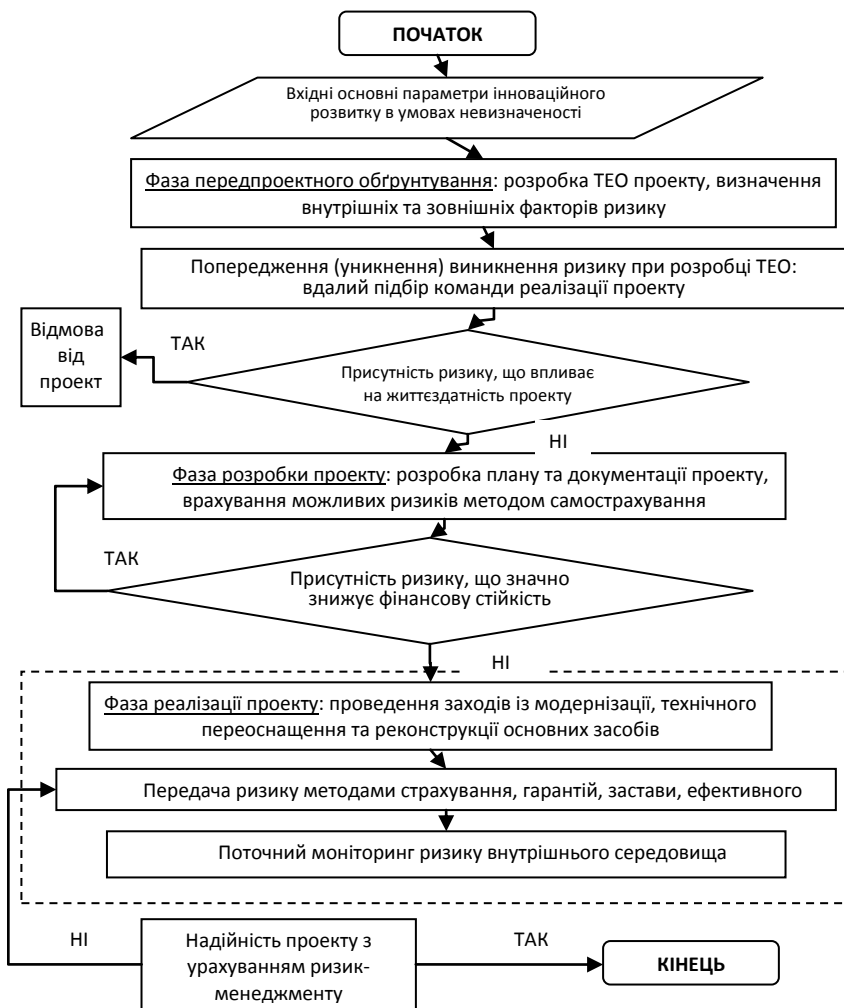 ПОЧАТОК
Вхідні основні параметри інноваційного
розвитку в умовах невизначеності
Фаза передпроектного обґрунтування: розробка ТЕО проекту, визначення
внутрішніх та зовнішніх факторів ризику
Попередження (уникнення) виникнення ризику при розробці ТЕО:
вдалий підбір команди реалізації проекту
Відмова
від
проект
ТАК
Присутність ризику, що впливає
на життєздатність проекту
НІ
Фаза розробки проекту: розробка плану та документації проекту,
врахування можливих ризиків методом самострахування
ТАК
Присутність ризику, що значно
знижує фінансову стійкість
НІ
Фаза реалізації проекту: проведення заходів із модернізації, технічного
переоснащення та реконструкції основних засобів
Передача ризику методами страхування, гарантій, застави, ефективного
Поточний моніторинг ризику внутрішнього середовища
НІ
Надійність проекту з
урахуванням ризик-
менеджменту
ТАК
КІНЕЦЬ